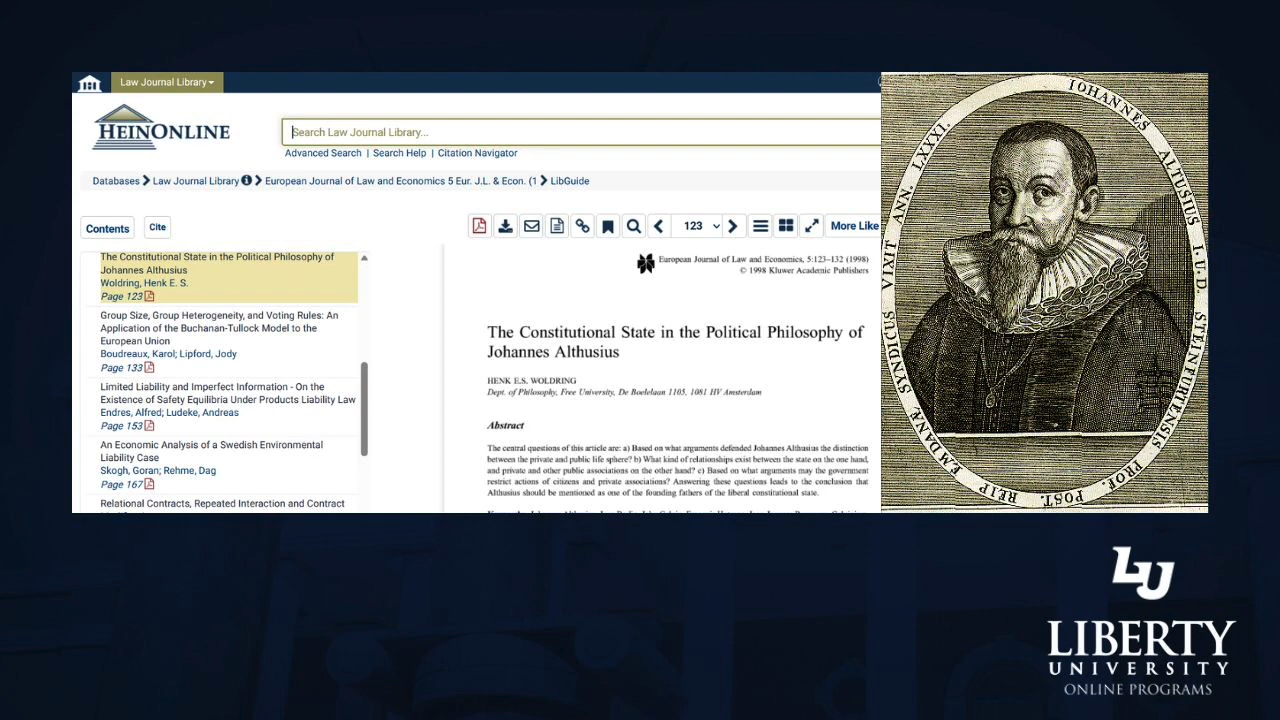 Law Journal Library
HEINONLINE
Search Law Journal Library...
Advanced Search | Search Help | Citation Navigator
Databases > Law Journal Library > European Journal of Law and Economics 5 Eur. J.L. & Econ. (1 > LibGuide
Contents
Cite
123
More Like
The Constitutional State in the Political Philosophy of
Johannes Althusius
Woldring, Henk E. S.
Page 123
Group Size, Group Heterogeneity, and Voting Rules: An
Application of the Buchanan-Tullock Model to the
European Union
Boudreaux, Karol; Lipford, Jody
Page 133
Limited Liability and Imperfect Information - On the
Existence of Safety Equilibria Under Products Liability Law
Endres, Alfred; Ludeke, Andreas
Page 153
An Economic Analysis of a Swedish Environmental
Liability Case
Skogh, Goran; Rehme, Dag
Page 167
Relational Contracts, Repeated Interaction and Contract
European Journal of Law and Economics, 5:123–132 (1998)
© 1998 Kluwer Academic Publishers
The Constitutional State in the Political Philosophy of
Johannes Althusius
HENK E.S. WOLDRING
Dept. of Philosophy, Free University, De Boelelaan 1105, 1081 HV Amsterdam
Abstract
The central questions of this article are: a) Based on what arguments defended Johannes Althusius the distinction
between the private and public life sphere? b) What kind of relationships exist between the state on the one hand,
and private and other public associations on the other hand? c) Based on what arguments may the government
restrict actions of citizens and private associations? Answering these questions leads to the conclusion that
Althusius should be mentioned as one of the founding fathers of the liberal constitutional state.
IOHANNES ALTUSIUS I.U.D. STEINFURTENSIS PROF. POST. REIP EMDAN. SYNDICUS VIXIT ANN. LXXXI.
LU
LIBERTY
UNIVERSITY
ONLINE PROGRAMS